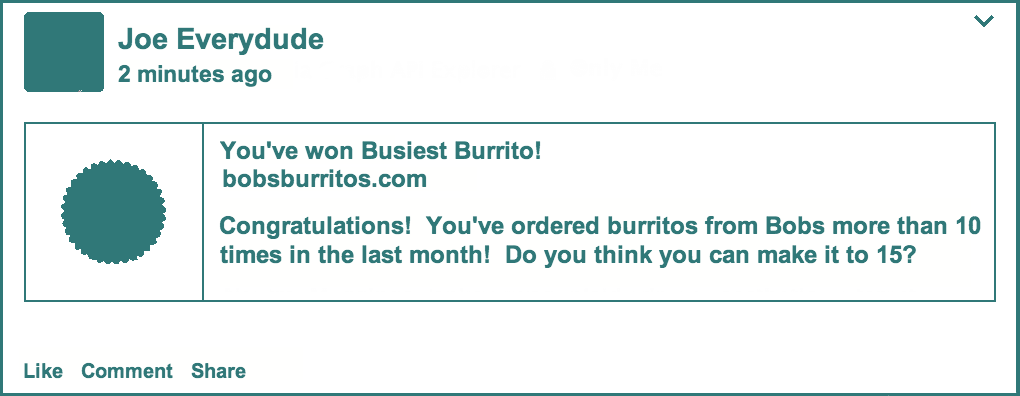 Joe Everydude
2 minutes ago
You've won Busiest Burrito!
bobsburritos.com
Congratulations!  You've ordered burritos from Bobs more than 10
times in the last month!  Do you think you can make it to 15?
Like   Comment   Share